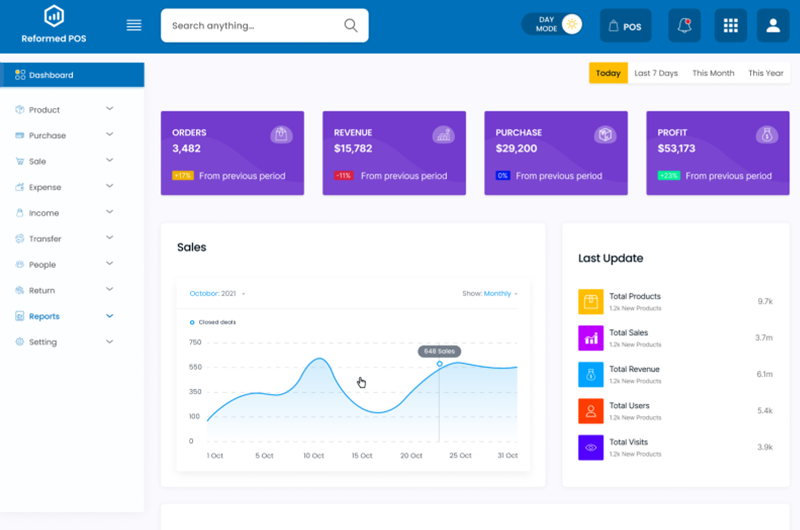 Reformed POS
Search anything...
DAY
MODE
POS
Dashboard
Product
Purchase
Sale
Expense
Income
Transfer
People
Return
Reports
Setting
Today
Last 7 Days
This Month
This Year
ORDERS
3,482
+17%
From previous period
REVENUE
$15,782
-11%
From previous period
PURCHASE
$29,200
0%
From previous period
PROFIT
$53,173
+23%
From previous period
Sales
October: 2021
Show: Monthly
Closed deals
750
550
350
100
0
648 Sales
1 Oct
5 Oct
10 Oct
15 Oct
20 Oct
25 Oct
31 Oct
Last Update
Total Products
1.2k New Products
9.7k
Total Sales
1.2k New Products
3.7m
Total Revenue
1.2k New Products
6.1m
Total Users
1.2k New Products
5.4k
Total Visits
1.2k New Products
3.9k